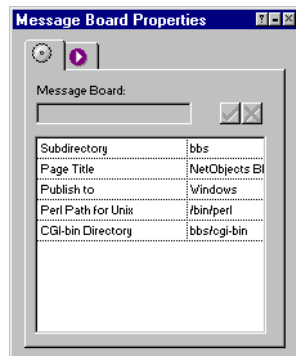 Message Board Properties
Message Board:
Subdirectory bbs
Page Title NetObjects
Publish to Windows
Perl Path for Unix /bin/perl
CGI-bin Directory bbs/cgi-bin